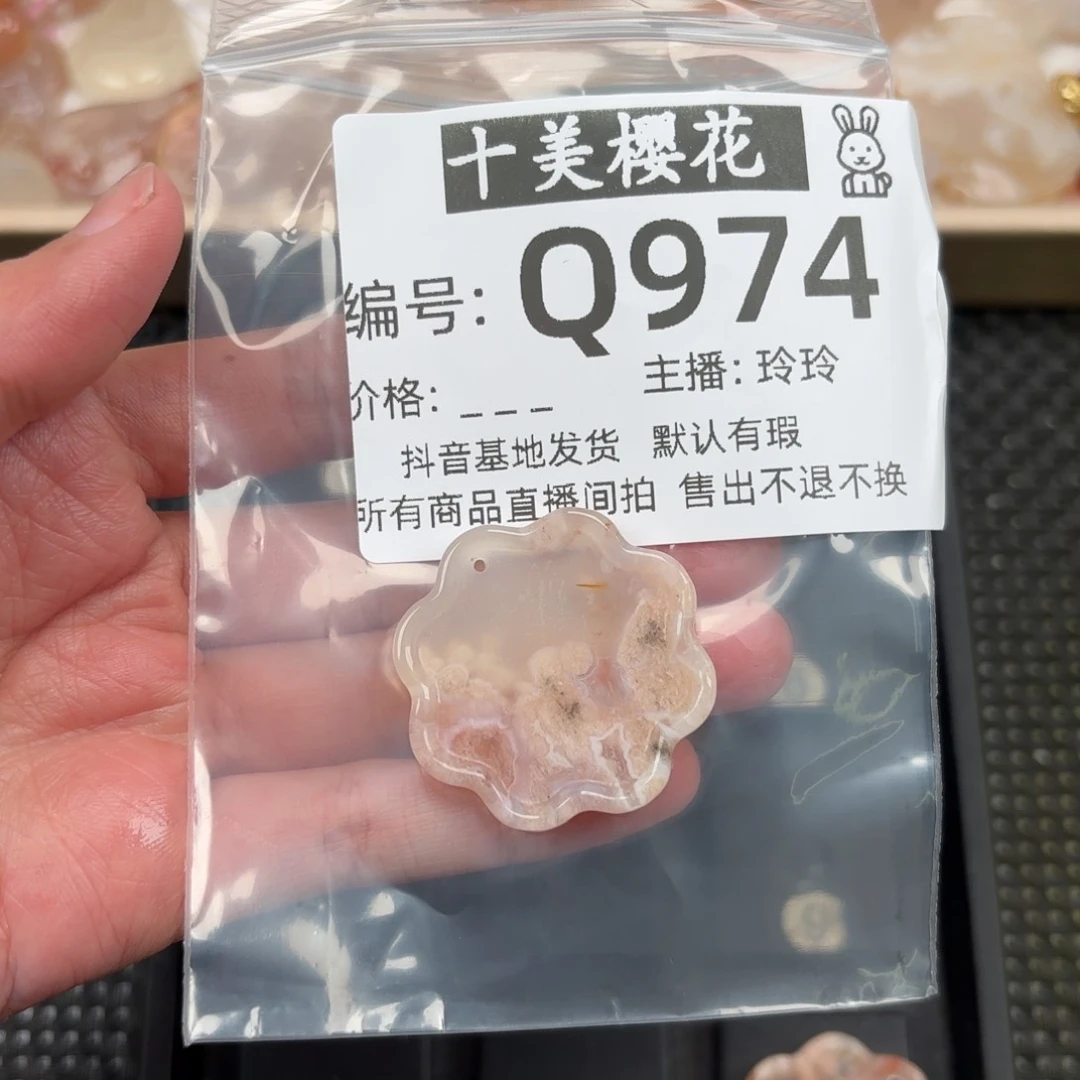 十美樱花
编号: Q974
价格: _ _ _ 主播: 玲玲
抖音基地发货 默认有瑕
所有商品直播间拍 售出不退不换